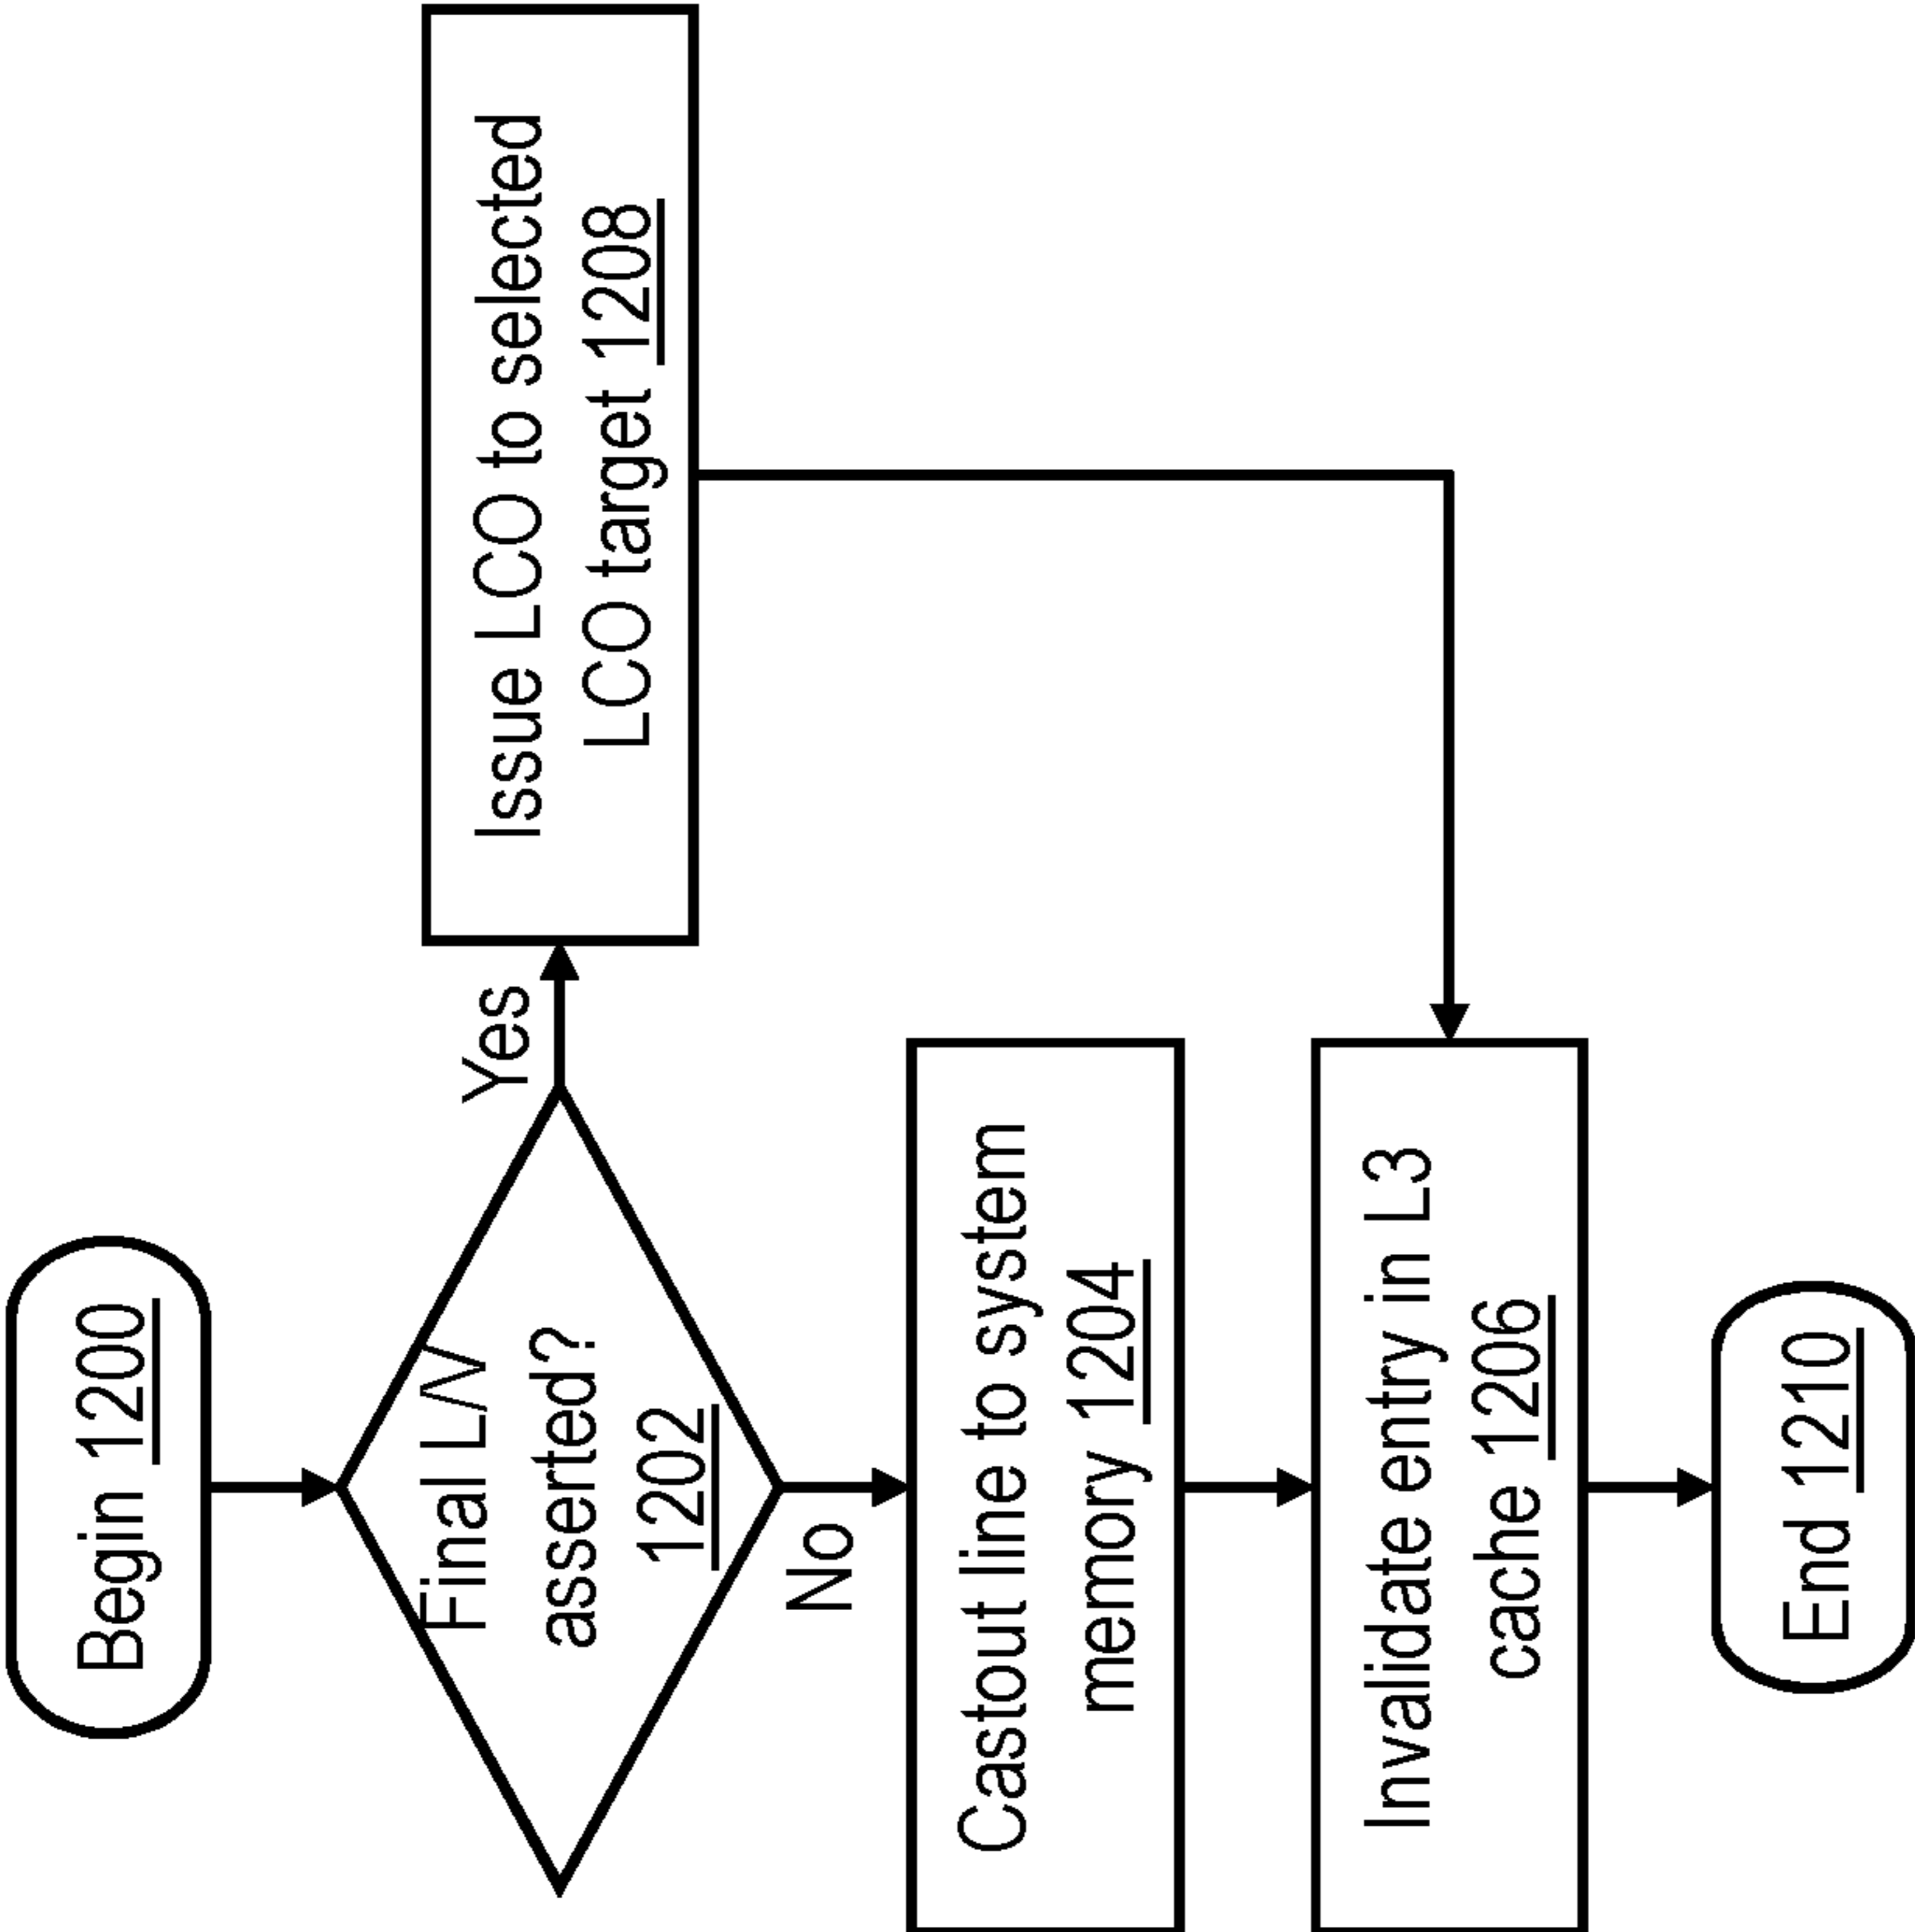 Begin 1200
Final L/V
asserted?
1202
Yes
Issue LCO to selected
LCO target 1208
No
Castout line to system
memory 1204
Invalidate entry in L3
cache 1206
End 1210